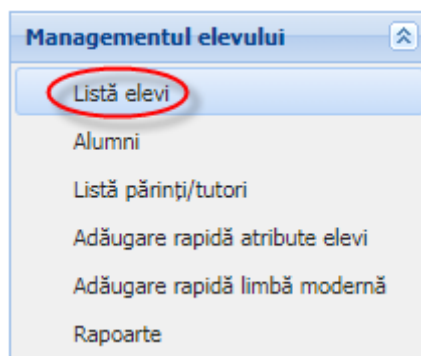 Managementul elevului
Listă elevi
Alumni
Listă părinți/tutori
Adăugare rapidă atribute elevi
Adăugare rapidă limbă modernă
Rapoarte